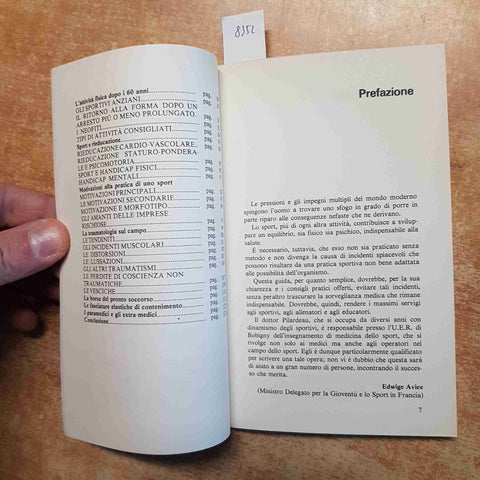 8352
L'attività fisica dopo i 60 anni
GLI SPORTIVI ANZIANI
IL RITORNO ALLA FORMA DOPO UN
ARRESTO PIÙ O MENO PROLUNGATO.
I NEOFITI
TIPI DI ATTIVITÀ CONSIGLIATI
Sport e rieducazione
RIEDUCAZIONE CARDIO-VASCOLARE
RIEDUCAZIONE STATURO-PONDERA
LE E PSICOMOTORIA
SPORT E HANDICAP FISICI
HANDICAP MENTALI
Motivazioni alla pratica di uno sport
MOTIVAZIONI PRINCIPALI
LE MOTIVAZIONI SECONDARIE
MOTIVAZIONE E MORFOTIPO
GLI AMANTI DELLE IMPRESE
RISCHIOSE
La traumatologia sul campo
LE TENDINITI
GLI INCIDENTI MUSCOLARI
LE DISTORSIONI
LE LUSSAZIONI
GLI ALTRI TRAUMATISMI
LE PERDITE DI COSCIENZA NON
TRAUMATICHE
LE VESCICHE
La borsa del pronto soccorso
Le fasciature elastiche di contenimento
I paramedici e gli extra-medici
Conclusione
Prefazione
Le pressioni e gli impegni multipli del mondo moderno
spingono l'uomo a trovare uno sfogo in grado di porre in
parte riparo alle conseguenze nefaste che ne derivano.
Lo sport, più di ogni altra attività, contribuisce a svilup-
pare un equilibrio, sia fisico sia psichico, indispensabile alla
salute.
È necessario, tuttavia, che esso non sia praticato senza
metodo e non divenga la causa di incidenti spiacevoli che
possono risultare da una pratica sportiva non bene adattata
alle possibilità dell'organismo.
Questa guida, per quanto semplice, dovrebbe, per la sua
chiarezza e i consigli pratici offerti, evitare tali incidenti,
senza peraltro trascurare la sorveglianza medica che rimane
indispensabile. Dovrebbe, quindi, rendere i massimi servizi
agli sportivi, agli allenatori e agli educatori.
Il dottor Pilardeau, che si occupa da diversi anni con
dinamismo degli sportivi, è responsabile presso l'U.E.R. di
Bobigny dell'insegnamento di medicina dello sport, che si
rivolge non solo ai medici ma anche agli operatori nel
campo dello sport. Egli è dunque particolarmente qualificato
per scrivere una tale opera; non vi è dubbio che questa sarà
di aiuto a un gran numero di persone, incontrando il succes-
so che merita.
Edwige Avice
(Ministro Delegato per la Gioventù e lo Sport in Francia)
7